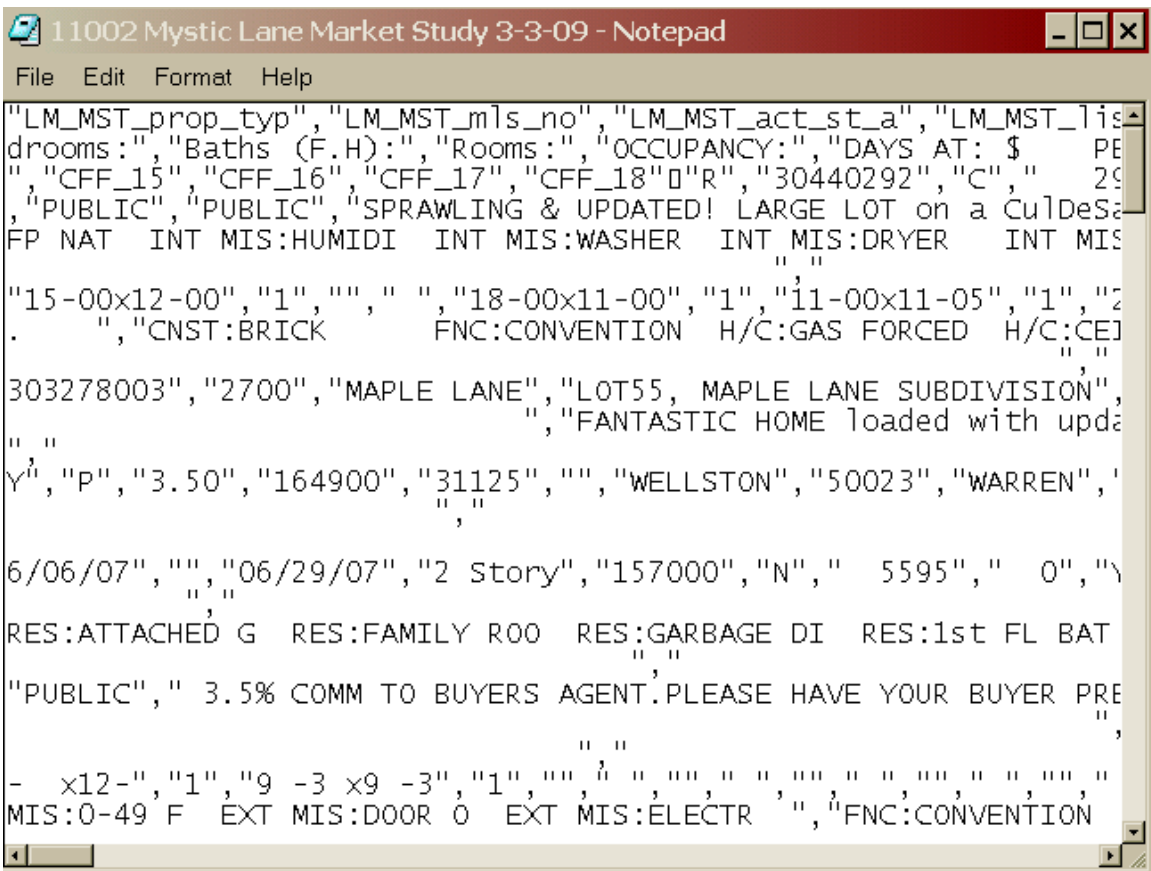 11002 Mystic Lane Market Study 3-3-09 - Notepad
File Edit Format Help
"LM_MST_prop_typ","LM_MST_mls_no","LM_MST_act_st_a","LM_MST_lis
drooms:","Baths (F.H):","Rooms:","OCCUPANCY:","DAYS AT: $ PE
","CFF_15","CFF_16","CFF_17","CFF_18"▯"R","30440292","C"," 29
,"PUBLIC","PUBLIC","SPRAWLING & UPDATED! LARGE LOT on a CulDeSa
FP NAT INT MIS:HUMIDI INT MIS:WASHER INT MIS:DRYER INT MIS
","
"15-00x12-00","1",""," ","18-00x11-00","1","11-00x11-05","1","2
. ","CNST:BRICK FNC:CONVENTION H/C:GAS FORCED H/C:CEI
","
303278003","2700","MAPLE LANE","LOT55, MAPLE LANE SUBDIVISION",
","FANTASTIC HOME loaded with upda
","
Y","P","3.50","164900","31125","","WELLSTON","50023","WARREN","
","
6/06/07","","06/29/07","2 Story","157000","N"," 5595"," 0","Y
","
RES:ATTACHED G RES:FAMILY ROO RES:GARBAGE DI RES:1st FL BAT
","
"PUBLIC"," 3.5% COMM TO BUYERS AGENT.PLEASE HAVE YOUR BUYER PRE
",
","
- x12-","1","9 -3 x9 -3","1",""," ",""," ",""," ",""," ",""," ",""," "
MIS:0-49 F EXT MIS:DOOR O EXT MIS:ELECTR ","FNC:CONVENTION